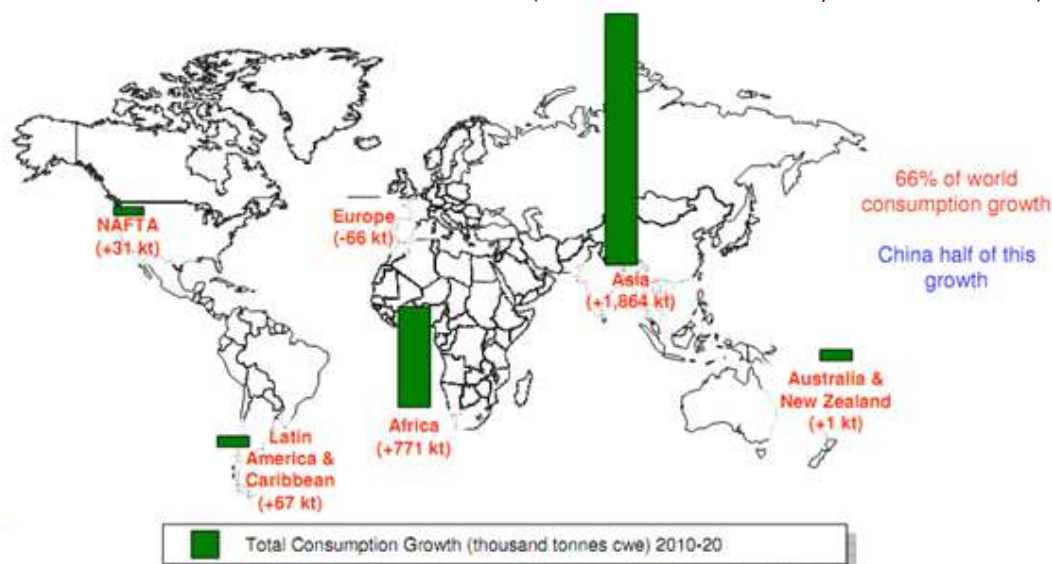 66% of world
consumption growth
NAFTA
(+31 kt)
Europe
(-66 kt)
China half of this
growth
Asia
(+1,864 kt)
Australia &
New Zealand
(+1 kt)
Africa
(+771 kt)
Latin
America &
Caribbean
(+67 kt)
Total Consumption Growth (thousand tonnes cwe) 2010-20